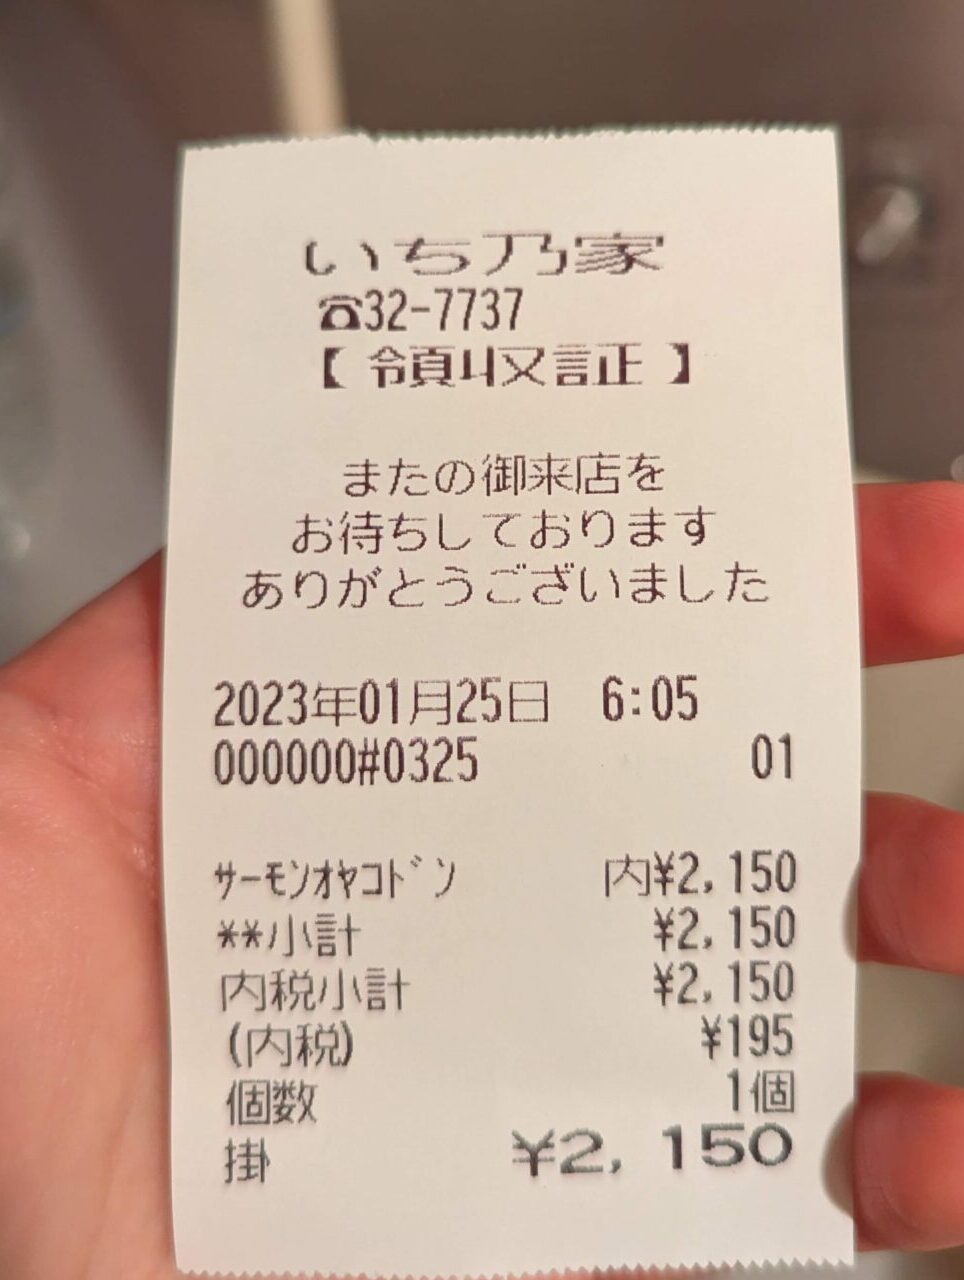 いち乃家
☎32-7737
【領収証】
またの御来店を
お待ちしております
ありがとうございました
2023年01月25日 6:05
000000#0325 01
ｻｰﾓﾝｵﾔｺﾄﾞﾝ 内¥2,150
**小計 ¥2,150
内税小計 ¥2,150
(内税) ¥195
個数 1個
掛 ¥2,150